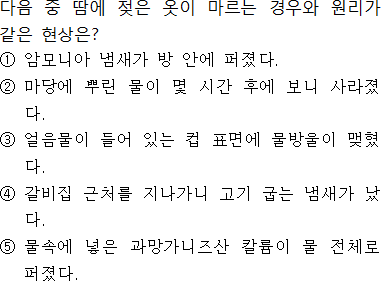 다음 중 땀에 젖은 옷이 마르는 경우와 원리가
같은 현상은?
① 암모니아 냄새가 방 안에 퍼졌다.
② 마당에 뿌린 물이 몇 시간 후에 보니 사라졌
다.
③ 얼음물이 들어 있는 컵 표면에 물방울이 맺혔
다.
④ 갈비집 근처를 지나가니 고기 굽는 냄새가 났
다.
⑤ 물속에 넣은 과망가니즈산 칼륨이 물 전체로
퍼졌다.